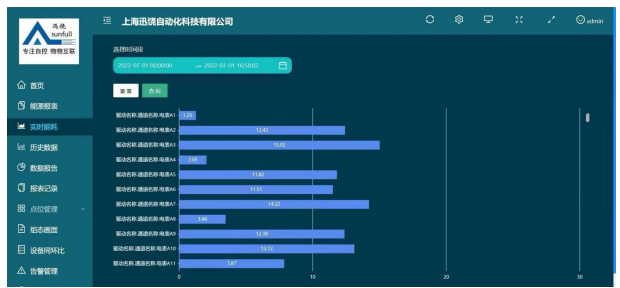 迅饶
sunfull
专注自控 物物互联
上海迅饶自动化科技有限公司
admin
选择时间段
2022-07-01 00:00:00 → 2022-07-01 16:58:02
重置 查询
首页
能源报表
实时能耗
历史数据
数据报告
报表记录
点位管理
组态画面
设备同环比
告警管理
驱动名称.通道名称.电表A1 1.23
驱动名称.通道名称.电表A2 12.42
驱动名称.通道名称.电表A3 15.02
驱动名称.通道名称.电表A4 2.05
驱动名称.通道名称.电表A5 11.82
驱动名称.通道名称.电表A6 11.51
驱动名称.通道名称.电表A7 14.22
驱动名称.通道名称.电表A8 3.48
驱动名称.通道名称.电表A9 12.38
驱动名称.通道名称.电表A10 13.12
驱动名称.通道名称.电表A11 7.87
0 10 20 30